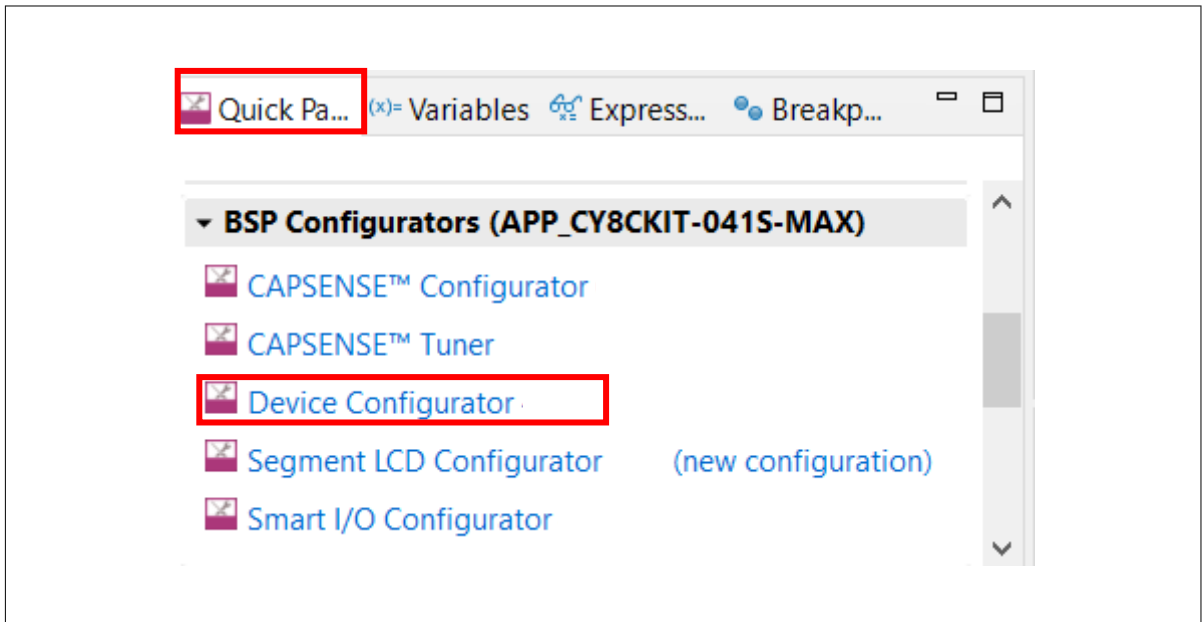 Quick Pa... (x)= Variables Express... Breakp...
BSP Configurators (APP_CY8CKIT-041S-MAX)
CAPSENSE™ Configurator
CAPSENSE™ Tuner
Device Configurator
Segment LCD Configurator (new configuration)
Smart I/O Configurator